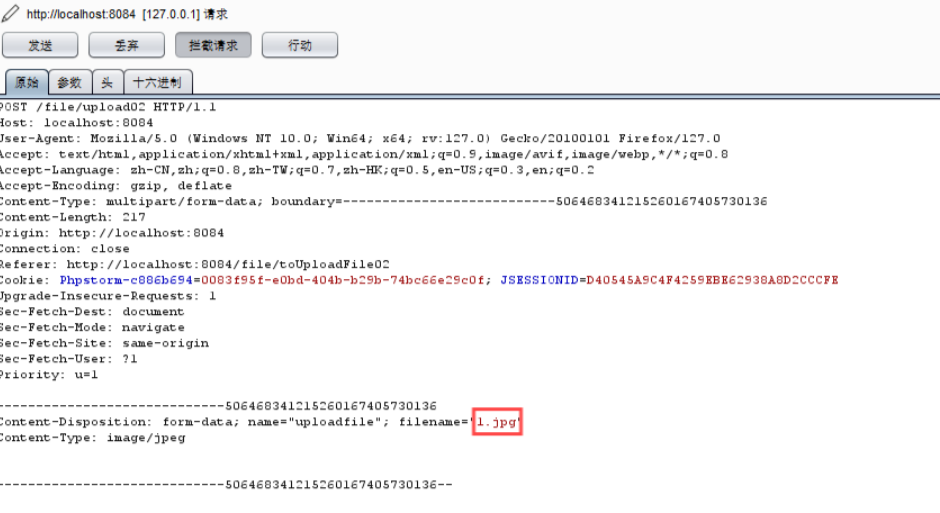 http://localhost:8084 [127.0.0.1] 请求
发送 丢弃 拦截请求 行动
原始 参数 头 十六进制
POST /file/upload02 HTTP/1.1
Host: localhost:8084
User-Agent: Mozilla/5.0 (Windows NT 10.0; Win64; x64; rv:127.0) Gecko/20100101 Firefox/127.0
Accept: text/html,application/xhtml+xml,application/xml;q=0.9,image/avif,image/webp,*/*;q=0.8
Accept-Language: zh-CN,zh;q=0.8,zh-TW;q=0.7,zh-HK;q=0.5,en-US;q=0.3,en;q=0.2
Accept-Encoding: gzip, deflate
Content-Type: multipart/form-data; boundary=---------------------------5064683412152601674057​30136
Content-Length: 217
Origin: http://localhost:8084
Connection: close
Referer: http://localhost:8084/file/toUploadFile02
Cookie: Phpstorm-c886b694=0083f95f-e0bd-404b-b29b-74bc66e29c0f; JSESSIONID=D40545A9C4F4259EBE62938A8D2CCCFE
Upgrade-Insecure-Requests: 1
Sec-Fetch-Dest: document
Sec-Fetch-Mode: navigate
Sec-Fetch-Site: same-origin
Sec-Fetch-User: ?1
Priority: u=1
-----------------------------506468341215260167405730136
Content-Disposition: form-data; name="uploadfile"; filename="1.jpg"
Content-Type: image/jpeg
-----------------------------506468341215260167405730136--